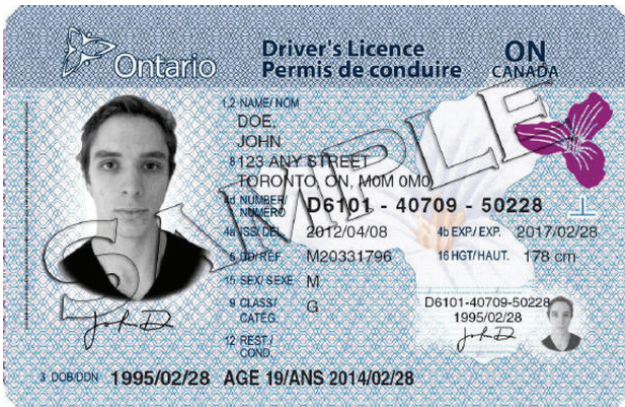 Ontario
Driver's Licence
Permis de conduire
ON
CANADA
1,2 NAME/ NOM
DOE,
JOHN
8 123 ANY STREET
TORONTO, ON, M0M 0M0
4d NUMBER/
NUMÉRO
D6101 - 40709 - 50228
4a ISS/DÉL. 2012/04/08
4b EXP./EXP. 2017/02/28
5 DD/RÉF. M20331796
16 HGT/HAUT. 178 cm
15 SEX/ SEXE M
9 CLASS/
CATÉG.
G
12 REST./
COND.
D6101-40709-50228
1995/02/28
John D
John D
3 DOB/DDN 1995/02/28 AGE 19/ANS 2014/02/28
SAMPLE